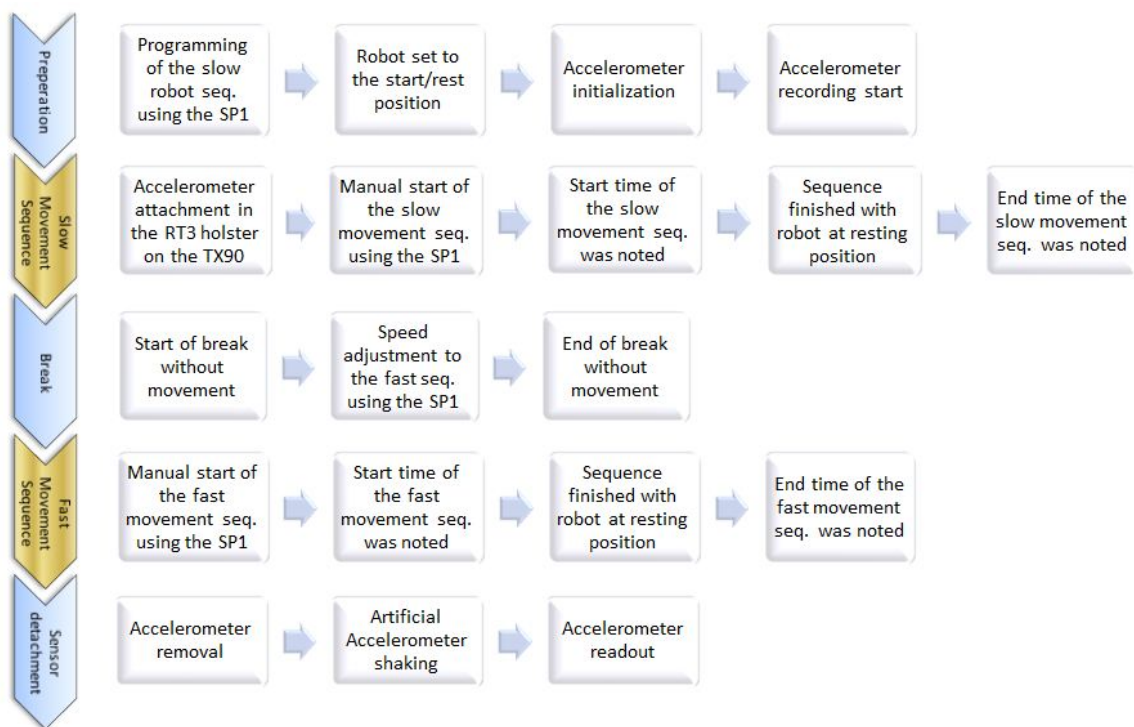 Preperation
Programming
of the slow
robot seq.
using the SP1
Robot set to
the start/rest
position
Accelerometer
initialization
Accelerometer
recording start
Slow
Movement
Sequence
Accelerometer
attachment in
the RT3 holster
on the TX90
Manual start of
the slow
movement seq.
using the SP1
Start time of
the slow
movement seq.
was noted
Sequence
finished with
robot at resting
position
End time of the
slow movement
seq. was noted
Break
Start of break
without
movement
Speed
adjustment to
the fast seq.
using the SP1
End of break
without
movement
Fast
Movement
Sequence
Manual start of
the fast
movement seq.
using the SP1
Start time of
the fast
movement seq.
was noted
Sequence
finished with
robot at resting
position
End time of the
fast movement
seq. was noted
Sensor
detachment
Accelerometer
removal
Artificial
Accelerometer
shaking
Accelerometer
readout